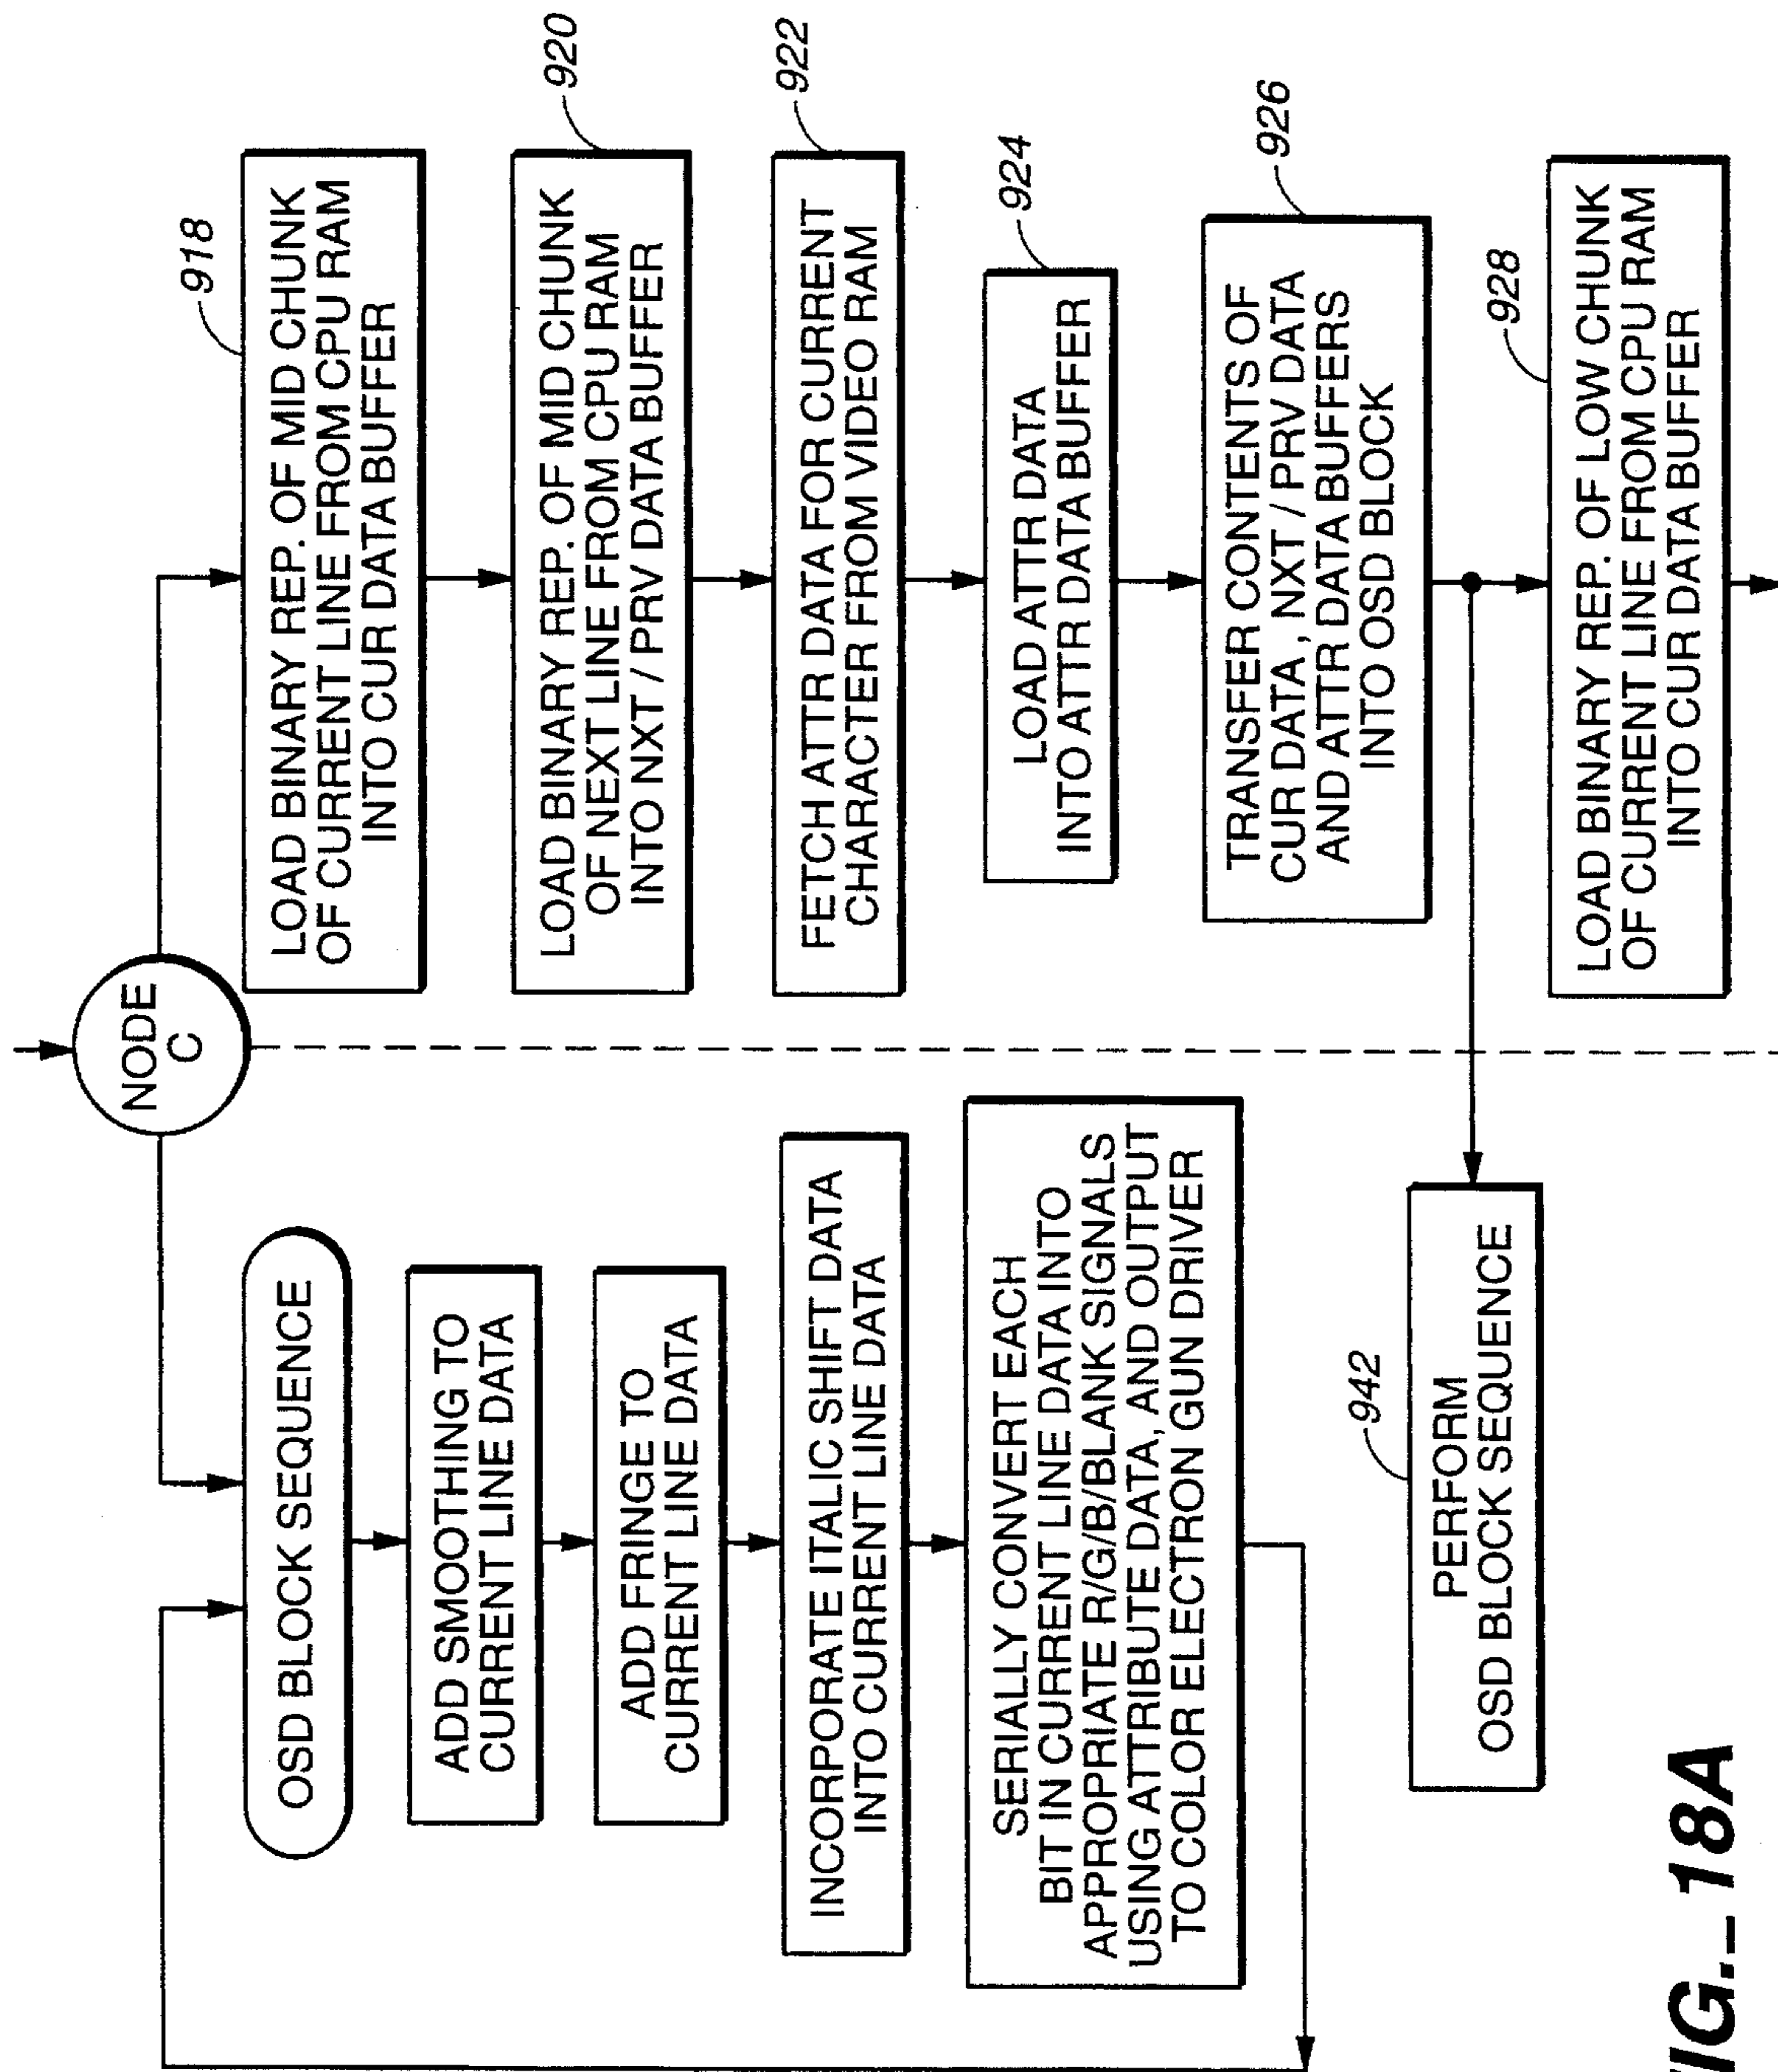 NODE
C
OSD BLOCK SEQUENCE
ADD SMOOTHING TO
CURRENT LINE DATA
ADD FRINGE TO
CURRENT LINE DATA
INCORPORATE ITALIC SHIFT DATA
INTO CURRENT LINE DATA
SERIALLY CONVERT EACH
BIT IN CURRENT LINE DATA INTO
APPROPRIATE R/G/B/BLANK SIGNALS
USING ATTRIBUTE DATA, AND OUTPUT
TO COLOR ELECTRON GUN DRIVER
942
PERFORM
OSD BLOCK SEQUENCE
918
LOAD BINARY REP. OF MID CHUNK
OF CURRENT LINE FROM CPU RAM
INTO CUR DATA BUFFER
920
LOAD BINARY REP. OF MID CHUNK
OF NEXT LINE FROM CPU RAM
INTO NXT / PRV DATA BUFFER
922
FETCH ATTR DATA FOR CURRENT
CHARACTER FROM VIDEO RAM
924
LOAD ATTR DATA
INTO ATTR DATA BUFFER
926
TRANSFER CONTENTS OF
CUR DATA, NXT / PRV DATA
AND ATTR DATA BUFFERS
INTO OSD BLOCK
928
LOAD BINARY REP. OF LOW CHUNK
OF CURRENT LINE FROM CPU RAM
INTO CUR DATA BUFFER
IG._18A